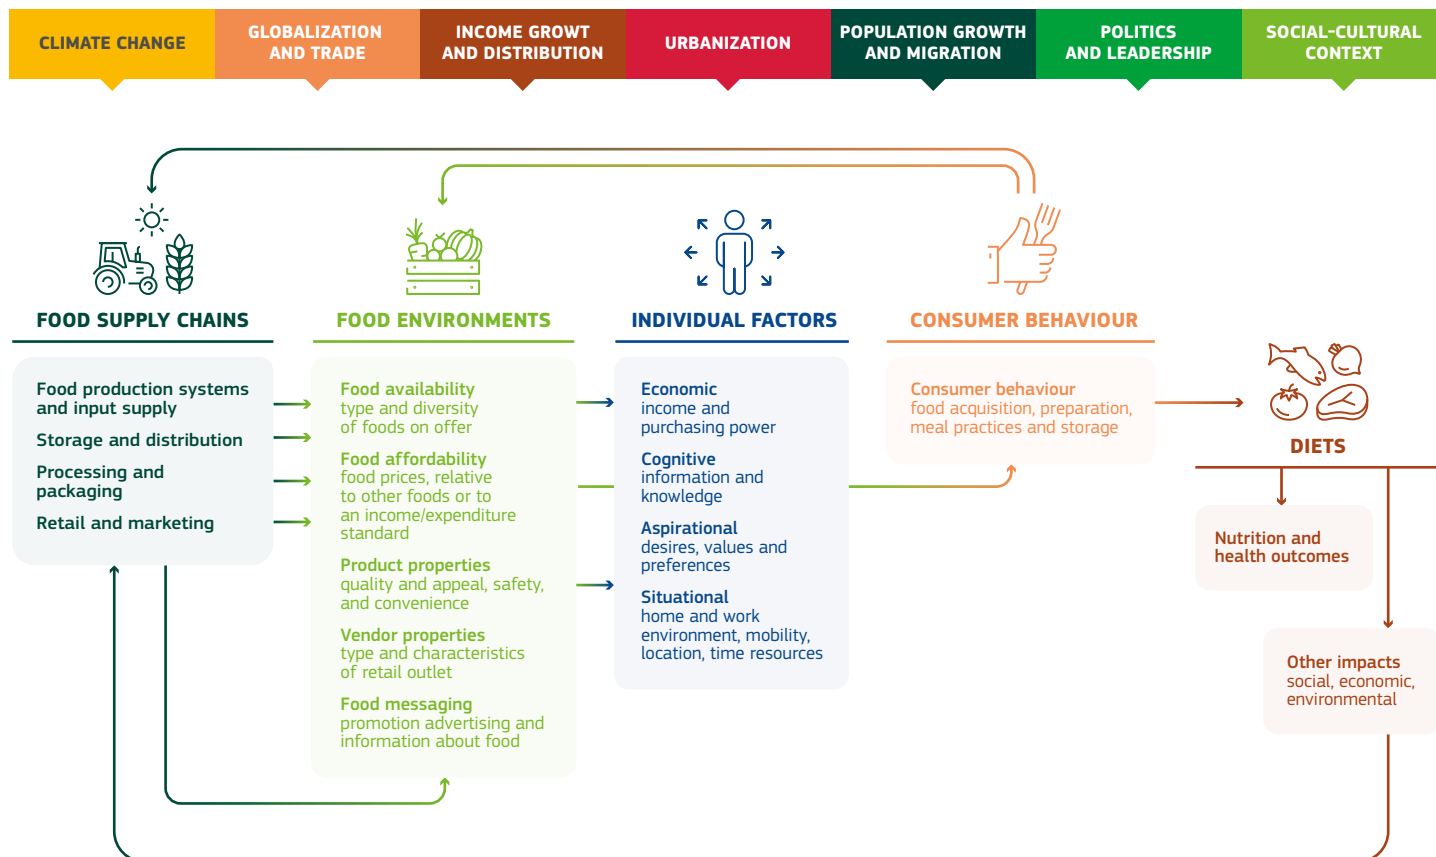 CLIMATE CHANGE
GLOBALIZATION
AND TRADE
INCOME GROWT
AND DISTRIBUTION
URBANIZATION
POPULATION GROWTH
AND MIGRATION
POLITICS
AND LEADERSHIP
SOCIAL-CULTURAL
CONTEXT
FOOD SUPPLY CHAINS
Food production systems
and input supply
Storage and distribution
Processing and
packaging
Retail and marketing
FOOD ENVIRONMENTS
Food availability
type and diversity
of foods on offer
Food affordability
food prices, relative
to other foods or to
an income/expenditure
standard
Product properties
quality and appeal, safety,
and convenience
Vendor properties
type and characteristics
of retail outlet
Food messaging
promotion advertising and
information about food
INDIVIDUAL FACTORS
Economic
income and
purchasing power
Cognitive
information and
knowledge
Aspirational
desires, values and
preferences
Situational
home and work
environment, mobility,
location, time resources
CONSUMER BEHAVIOUR
Consumer behaviour
food acquisition, preparation,
meal practices and storage
DIETS
Nutrition and
health outcomes
Other impacts
social, economic,
environmental